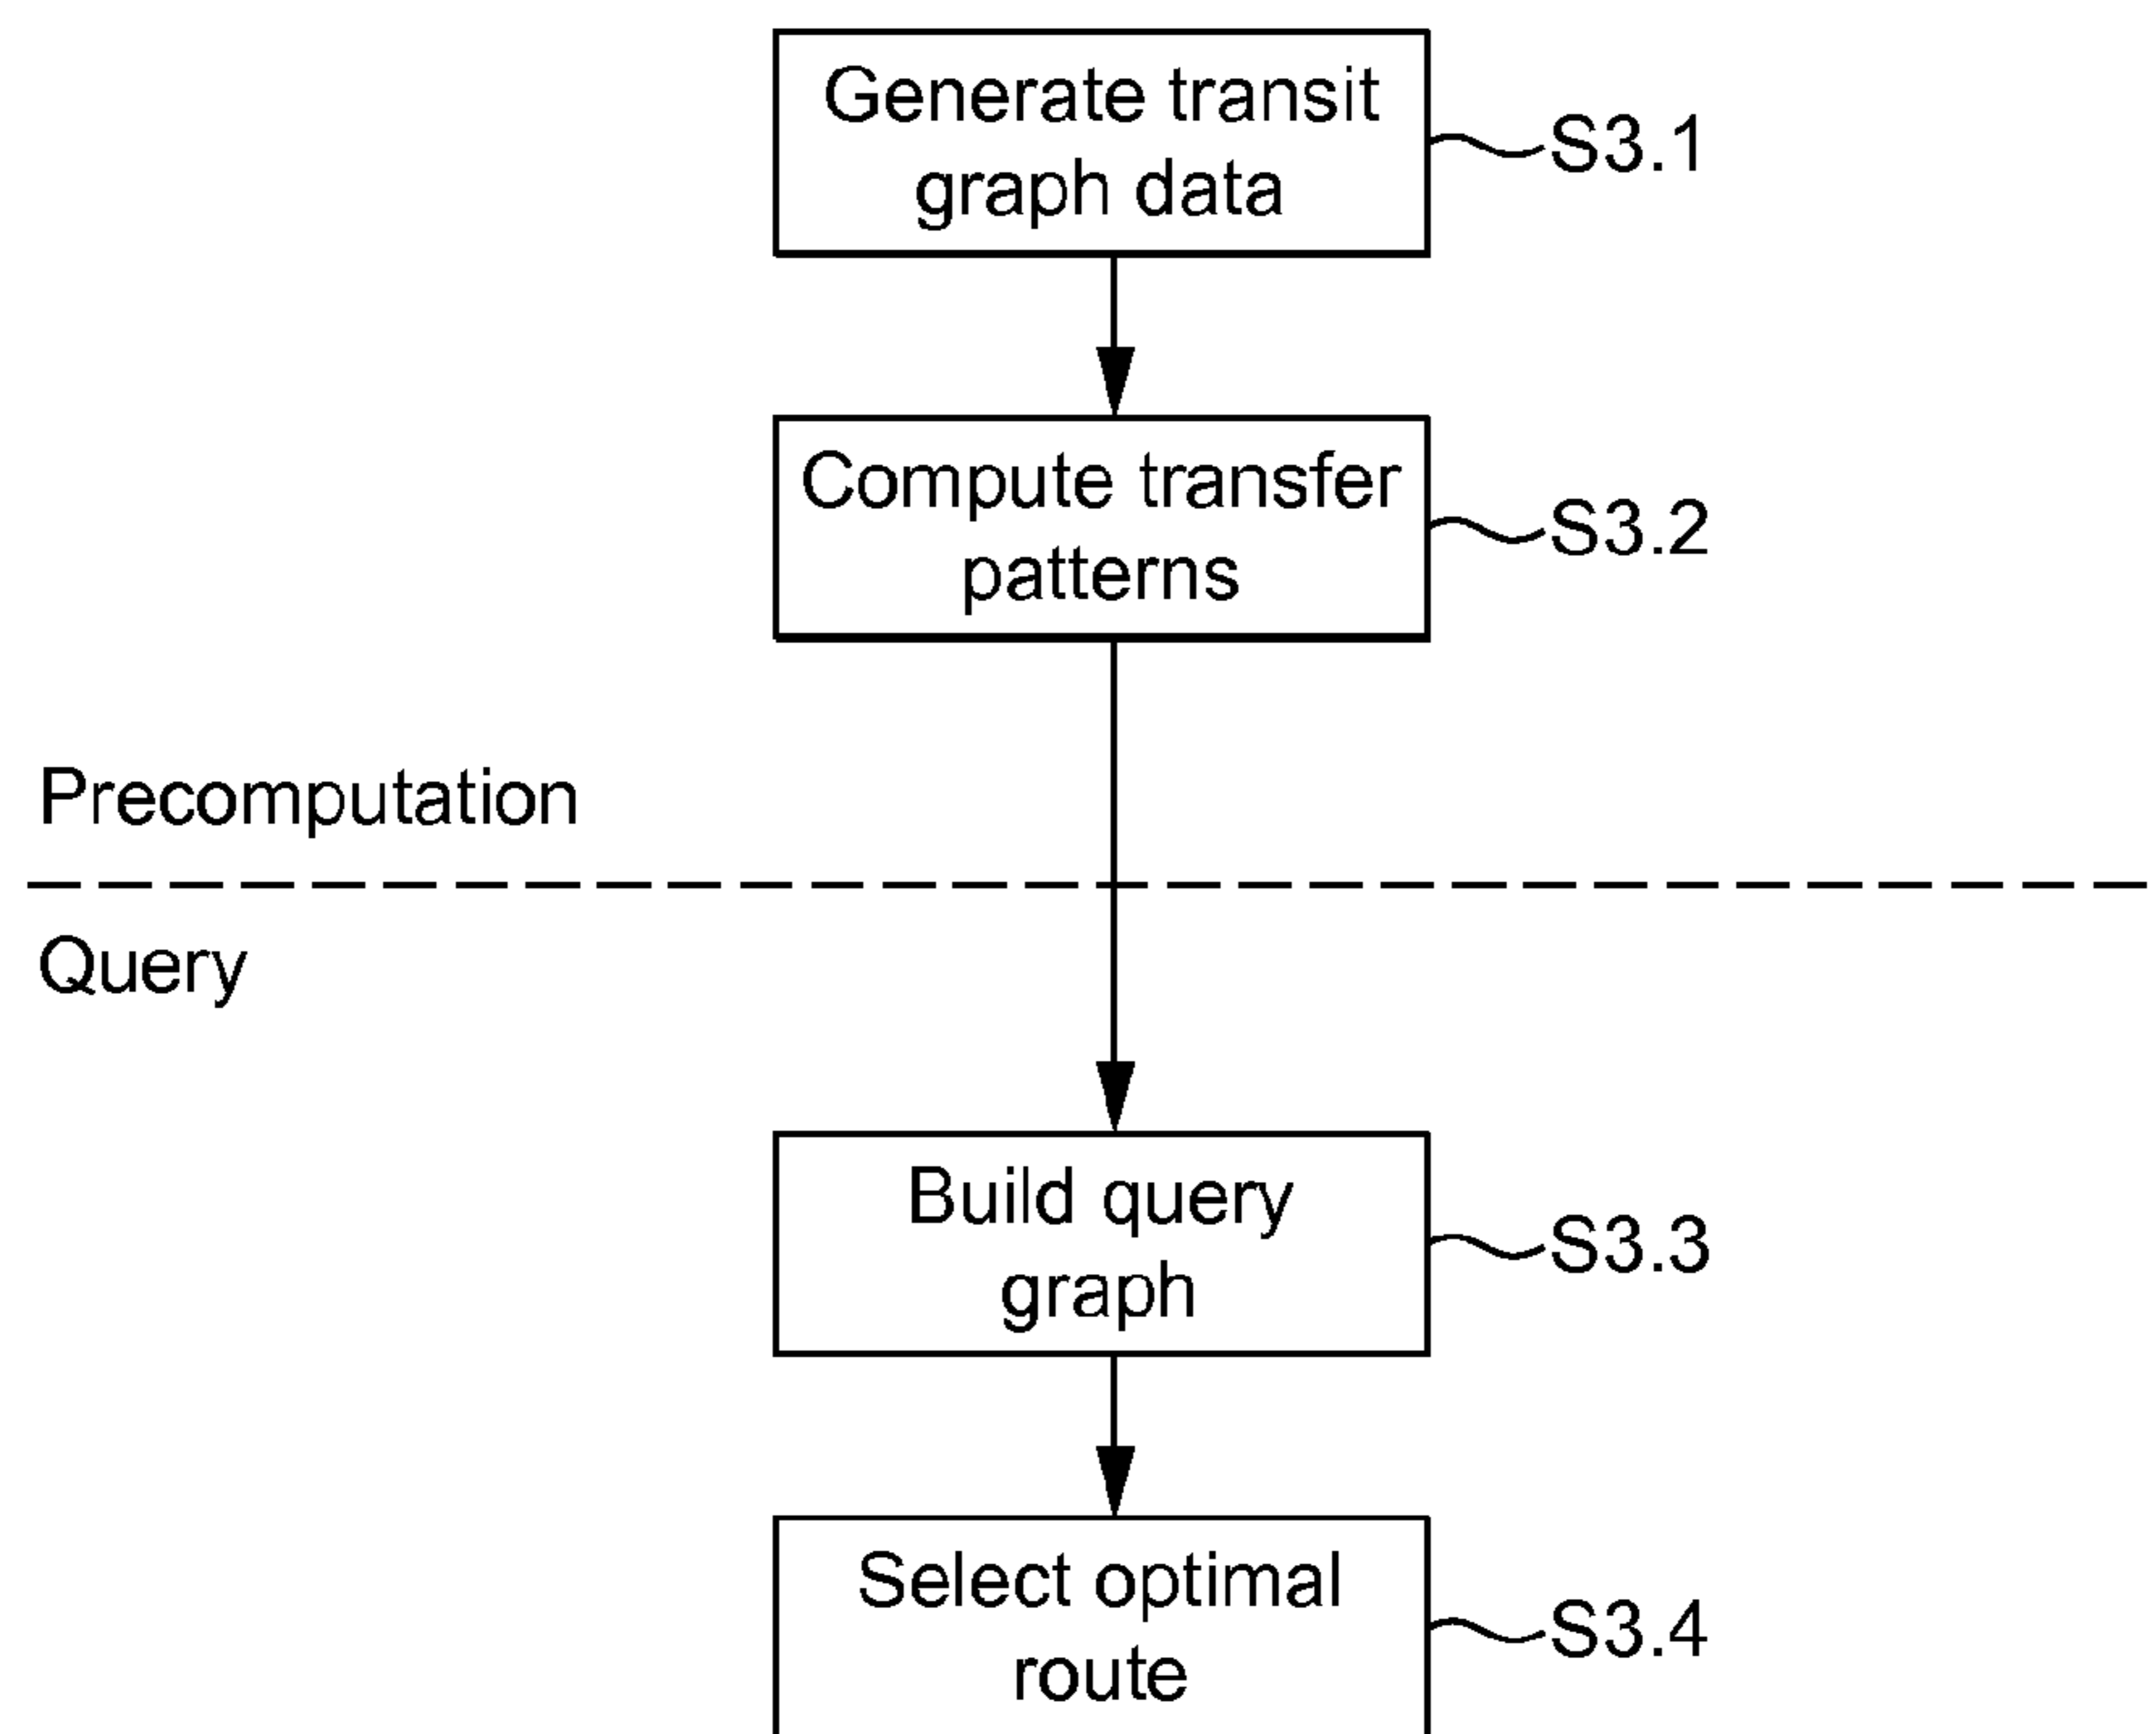 Generate transit
graph data
S3.1
Compute transfer
patterns
S3.2
Precomputation
Query
Build query
graph
S3.3
Select optimal
route
S3.4